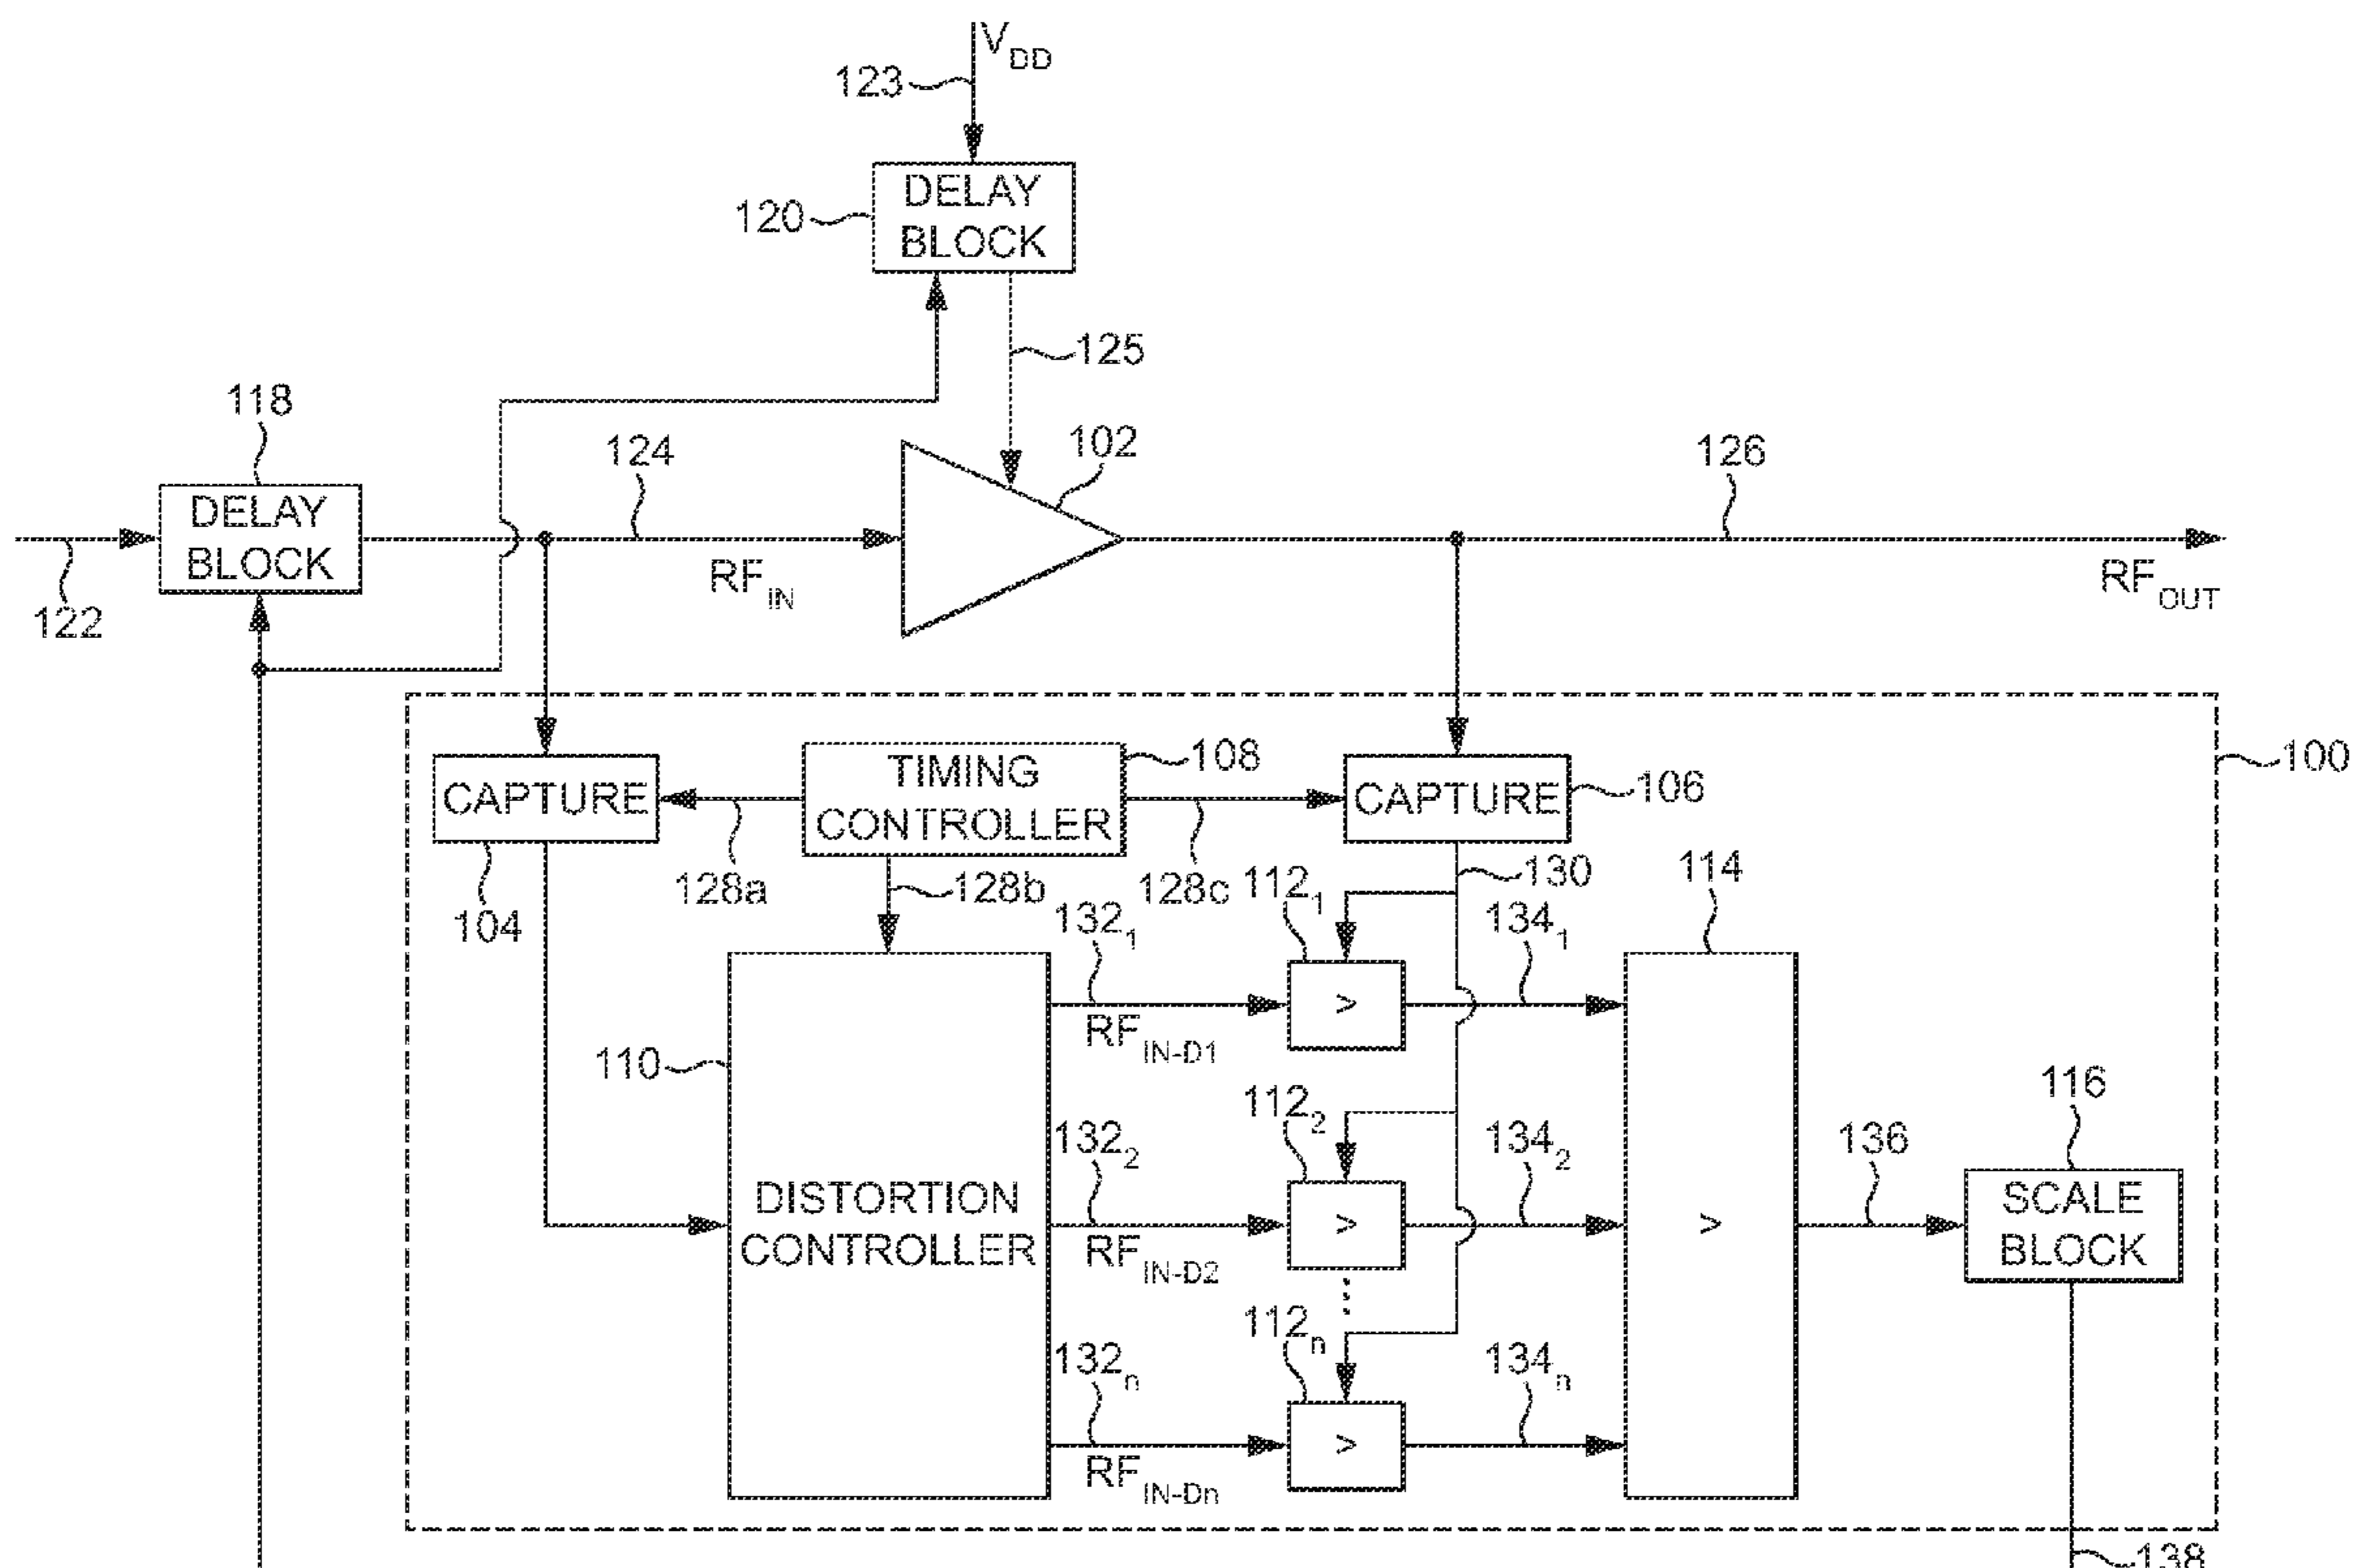 V_DD
123
DELAY
BLOCK
120
125
118
DELAY
BLOCK
122
124
RF_IN
102
126
RF_OUT
100
CAPTURE
104
TIMING
CONTROLLER
108
CAPTURE
106
128a
128b
128c
130
112_1
114
132_1
134_1
>
RF_IN-D1
110
112_2
116
132_2
134_2
136
DISTORTION
CONTROLLER
>
>
SCALE
BLOCK
RF_IN-D2
112_n
132_n
134_n
>
RF_IN-Dn
138